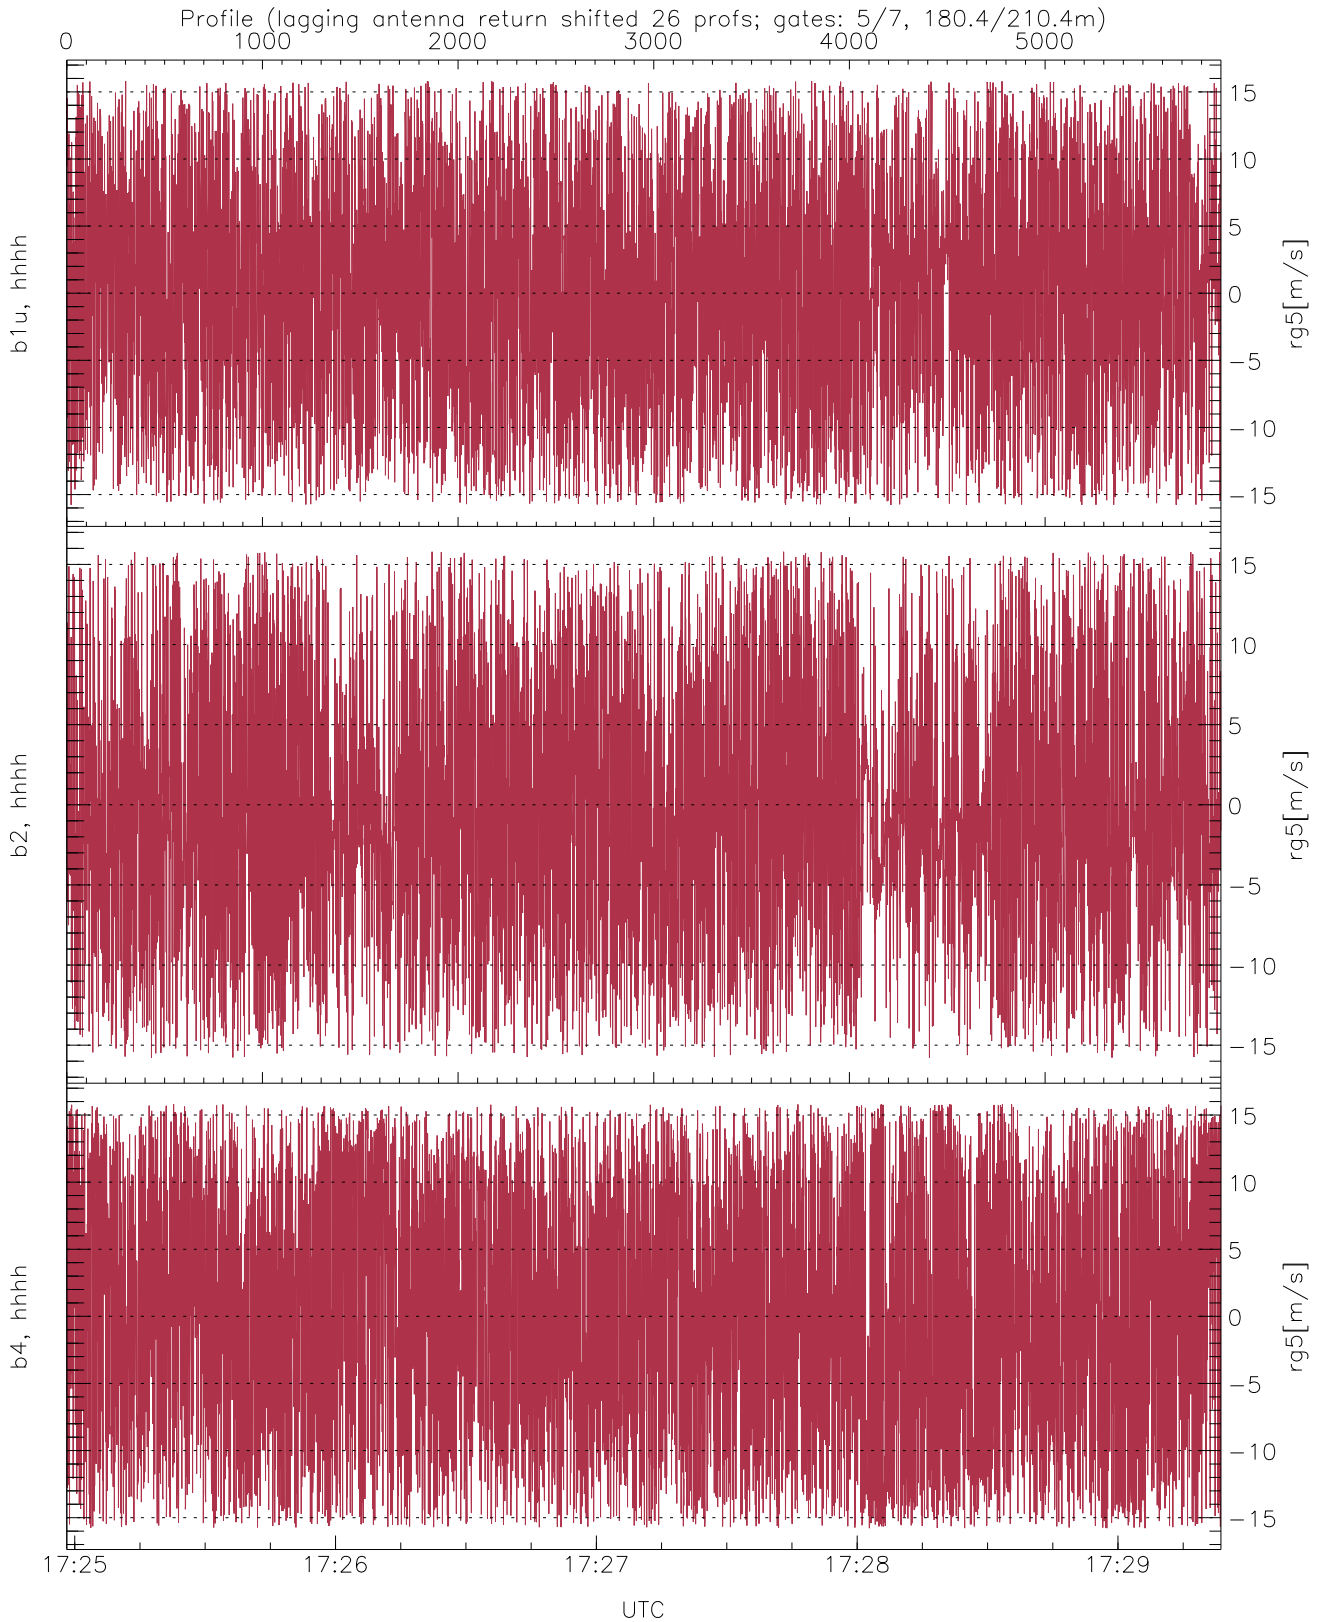 Profile (lagging antenna return shifted 26 profs; gates: 5/7, 180.4/210.4m)
0 1000 2000 3000 4000 5000
15
10
5
0
-5
-10
-15
b1u, hhhh
rg5[m/s]
15
10
5
0
-5
-10
-15
b2, hhhh
rg5[m/s]
15
10
5
0
-5
-10
-15
b4, hhhh
rg5[m/s]
17:25 17:26 17:27 17:28 17:29
UTC